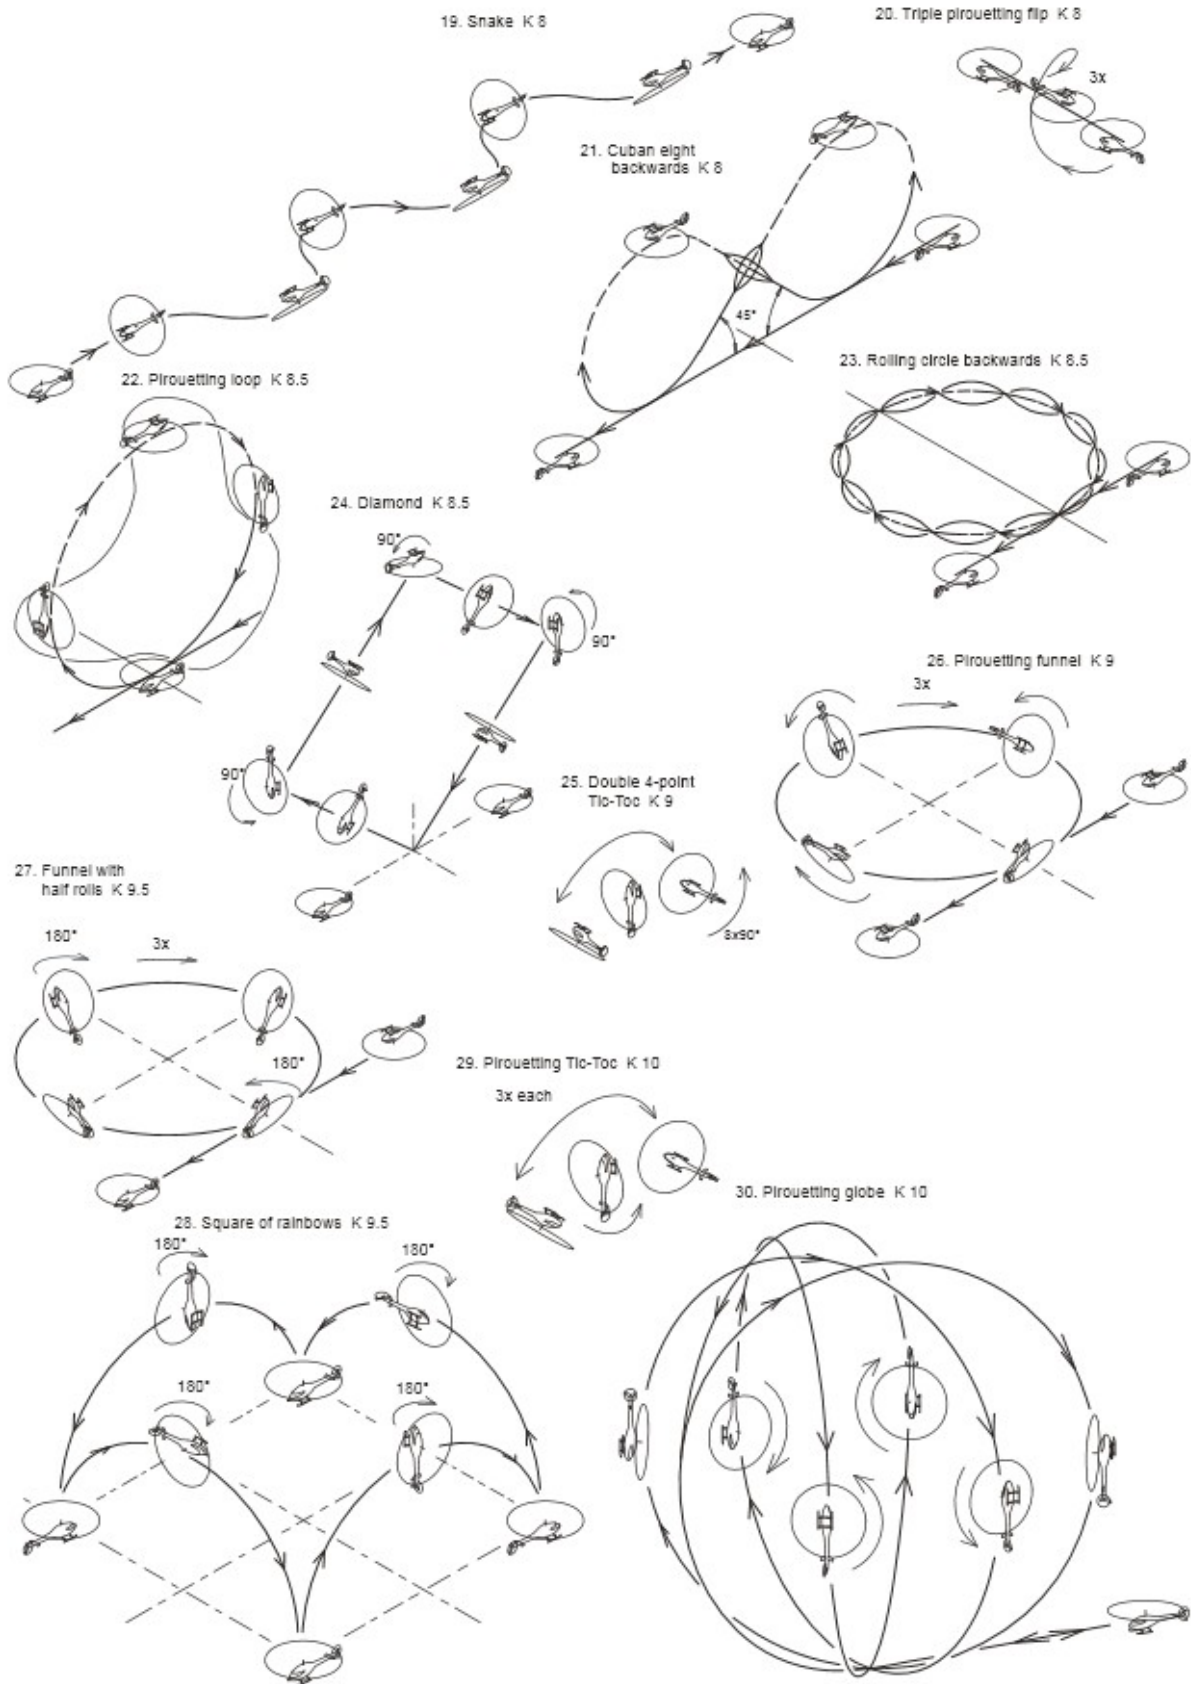 19. Snake K 8
20. Triple pirouetting flip K 8
3x
21. Cuban eight
backwards K 8
45°
22. Pirouetting loop K 8.5
23. Rolling circle backwards K 8.5
24. Diamond K 8.5
90°
90°
90°
25. Double 4-point
Tic-Toc K 9
8x90°
26. Pirouetting funnel K 9
3x
27. Funnel with
half rolls K 9.5
180°
3x
180°
28. Square of rainbows K 9.5
180°
180°
180°
180°
29. Pirouetting Tic-Toc K 10
3x each
30. Pirouetting globe K 10